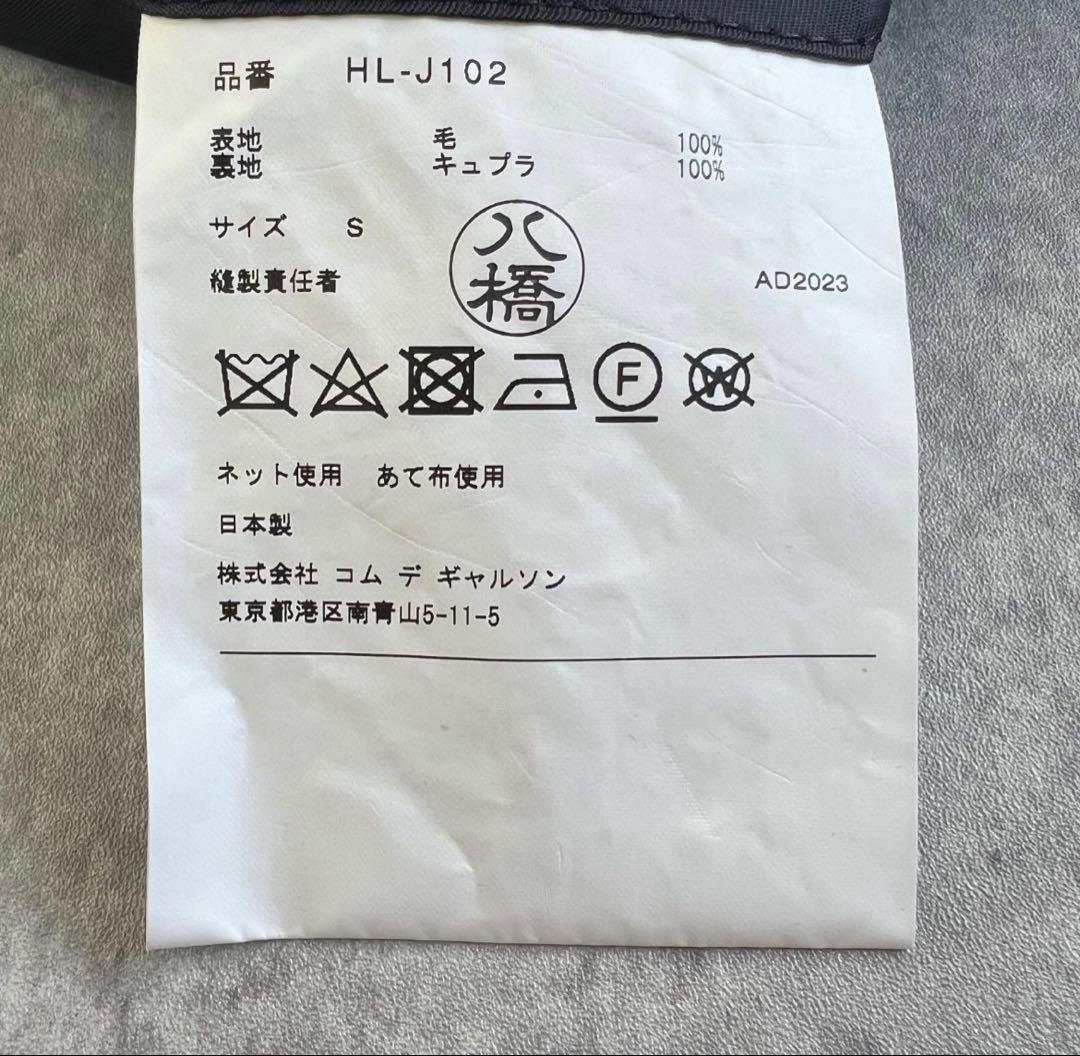 品番 HL-J102
表地 毛 100%
裏地 キュプラ 100%
サイズ S
八橋
縫製責任者 AD2023
F W
ネット使用 あて布使用
日本製
株式会社 コム デ ギャルソン
東京都港区南青山5-11-5